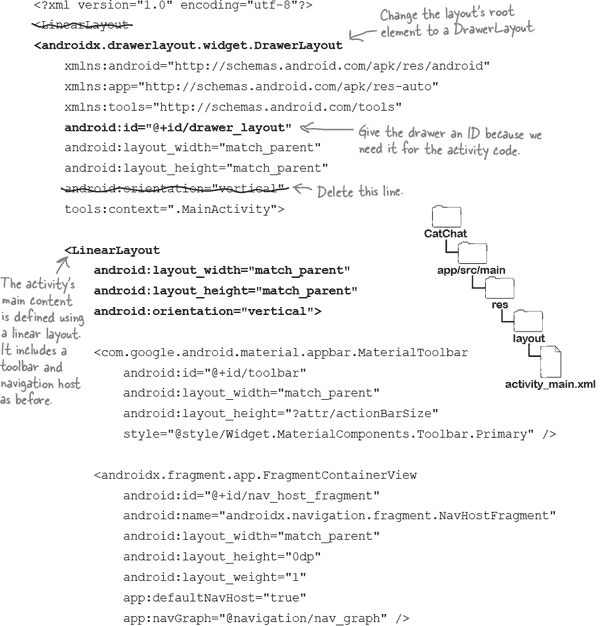 <?xml version="1.0" encoding="utf-8"?>
<LinearLayout
<androidx.drawerlayout.widget.DrawerLayout
xmlns:android="http://schemas.android.com/apk/res/android"
xmlns:app="http://schemas.android.com/apk/res-auto"
xmlns:tools="http://schemas.android.com/tools"
android:id="@+id/drawer_layout"
android:layout_width="match_parent"
android:layout_height="match_parent"
android:orientation="vertical"
tools:context=".MainActivity">
Change the layout's root
element to a DrawerLayout
Give the drawer an ID because we
need it for the activity code.
Delete this line.
<LinearLayout
android:layout_width="match_parent"
android:layout_height="match_parent"
android:orientation="vertical">
The activity's
main content
is defined using
a linear layout.
It includes a
toolbar and
navigation host
as before.
CatChat
app/src/main
res
layout
activity_main.xml
<com.google.android.material.appbar.MaterialToolbar
android:id="@+id/toolbar"
android:layout_width="match_parent"
android:layout_height="?attr/actionBarSize"
style="@style/Widget.MaterialComponents.Toolbar.Primary" />
<androidx.fragment.app.FragmentContainerView
android:id="@+id/nav_host_fragment"
android:name="androidx.navigation.fragment.NavHostFragment"
android:layout_width="match_parent"
android:layout_height="0dp"
android:layout_weight="1"
app:defaultNavHost="true"
app:navGraph="@navigation/nav_graph" />